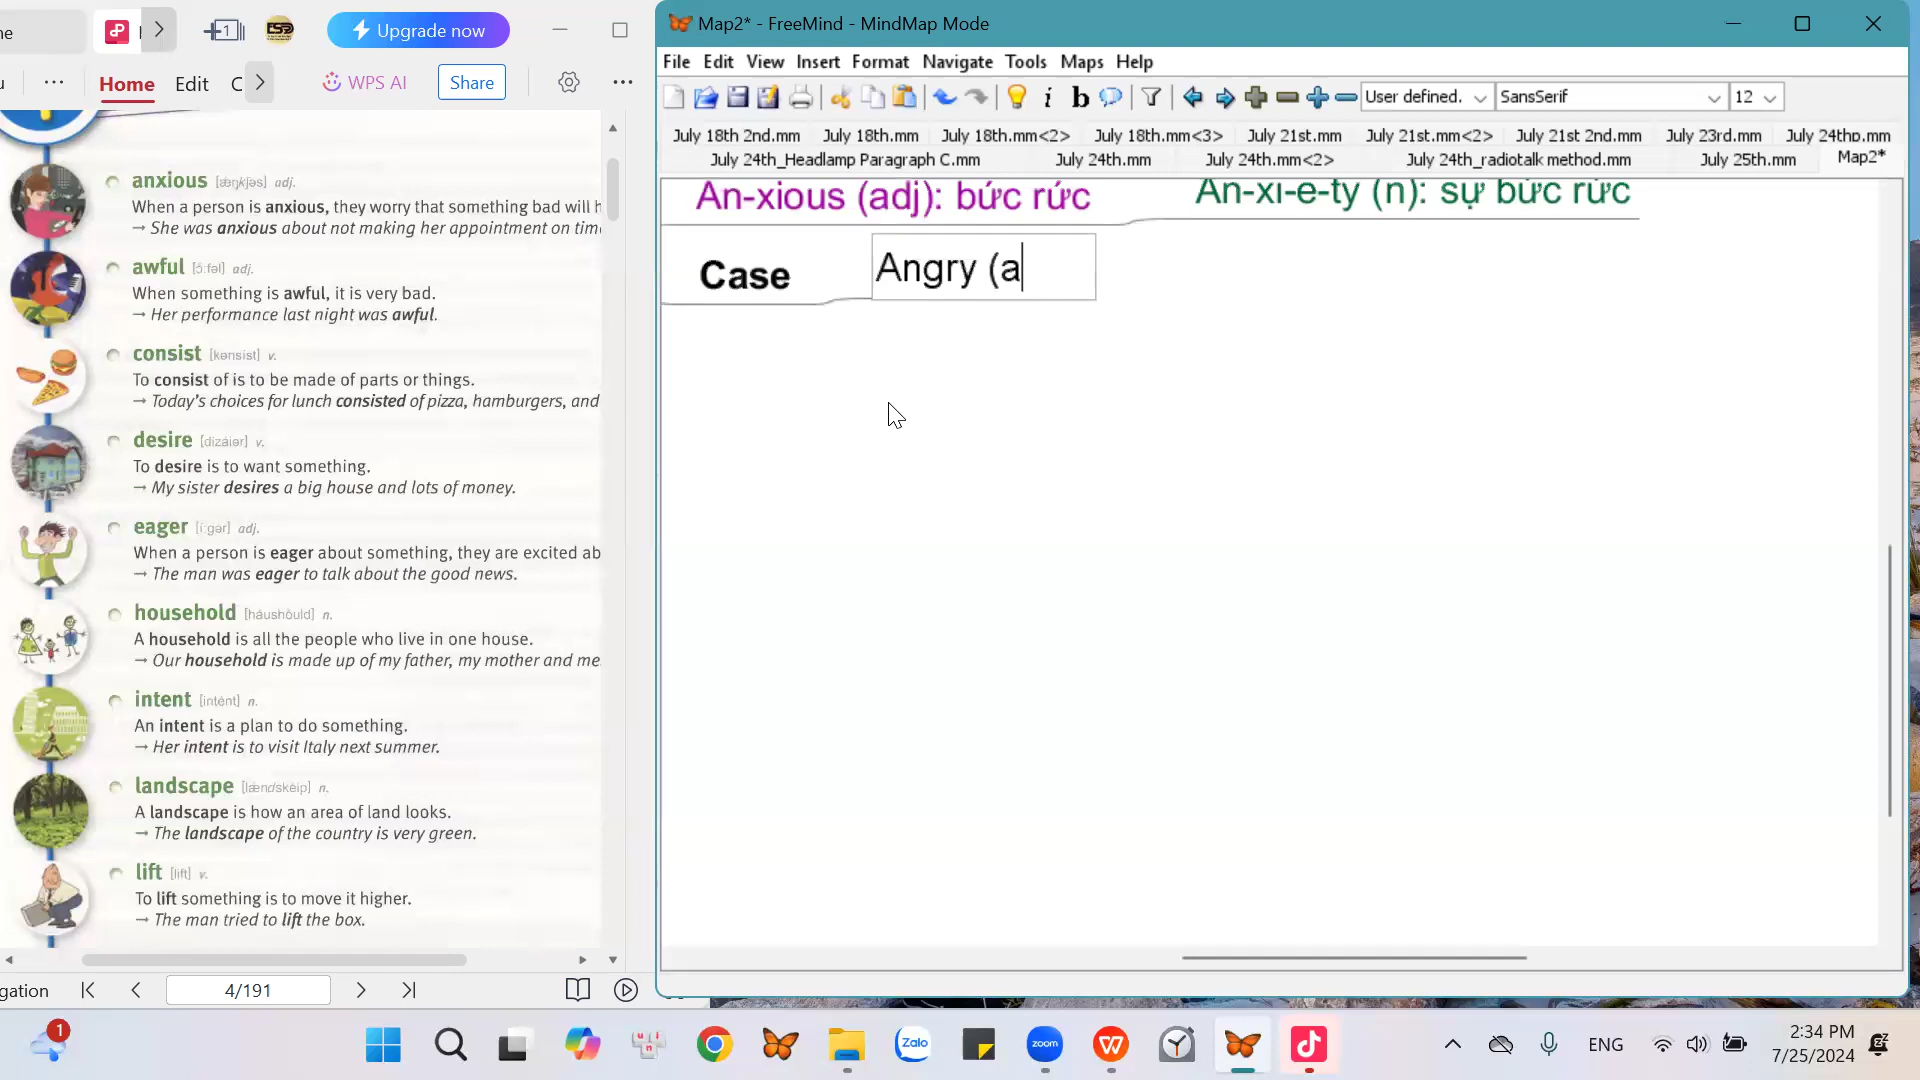 ne
Upgrade now
Home Edit C
WPS AI
Share
anxious [ǽŋkʃəs] adj.
When a person is anxious, they worry that something bad will h
→ She was anxious about not making her appointment on time
awful [ɔ́:fəl] adj.
When something is awful, it is very bad.
→ Her performance last night was awful.
consist [kənsíst] v.
To consist of is to be made of parts or things.
→ Today's choices for lunch consisted of pizza, hamburgers, and
desire [dizáiər] v.
To desire is to want something.
→ My sister desires a big house and lots of money.
eager [í:gər] adj.
When a person is eager about something, they are excited ab
→ The man was eager to talk about the good news.
household [háushòuld] n.
A household is all the people who live in one house.
→ Our household is made up of my father, my mother and me.
intent [intént] n.
An intent is a plan to do something.
→ Her intent is to visit Italy next summer.
landscape [lǽndskèip] n.
A landscape is how an area of land looks.
→ The landscape of the country is very green.
lift [lift] v.
To lift something is to move it higher.
→ The man tried to lift the box.
gation
4/191
Map2* - FreeMind - MindMap Mode
File Edit View Insert Format Navigate Tools Maps Help
User defined. SansSerif 12
July 18th 2nd.mm July 18th.mm July 18th.mm<2> July 18th.mm<3> July 21st.mm July 21st.mm<2> July 21st 2nd.mm July 23rd.mm July 24thp.mm
July 24th_Headlamp Paragraph C.mm July 24th.mm July 24th.mm<2> July 24th_radiotalk method.mm July 25th.mm Map2*
An-xious (adj): bức rức
An-xi-e-ty (n): sự bức rức
Case
Angry (a
1
Zalo
zoom
ENG
2:34 PM
7/25/2024